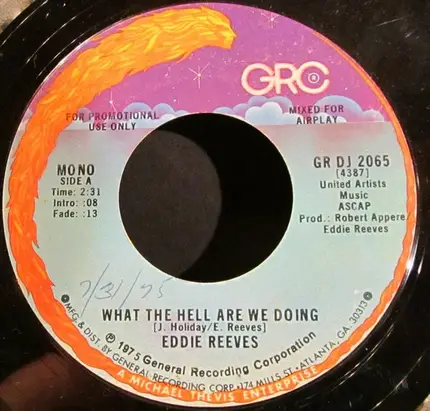 GRC
FOR PROMOTIONAL
USE ONLY
MIXED FOR
AIRPLAY
MONO
SIDE A
Time: 2:31
Intro: :08
Fade: :13
GR DJ 2065
[4387]
United Artists
Music
ASCAP
Prod.: Robert Appere/
Eddie Reeves
7/31/75
WHAT THE HELL ARE WE DOING
[J. Holiday/E. Reeves]
EDDIE REEVES
Ⓟ 1975 General Recording Corporation
MFG. & DIST. BY GENERAL RECORDING CORP. • 174 MILLS ST. • ATLANTA, GA. 30313
A MICHAEL THEVIS ENTERPRISE